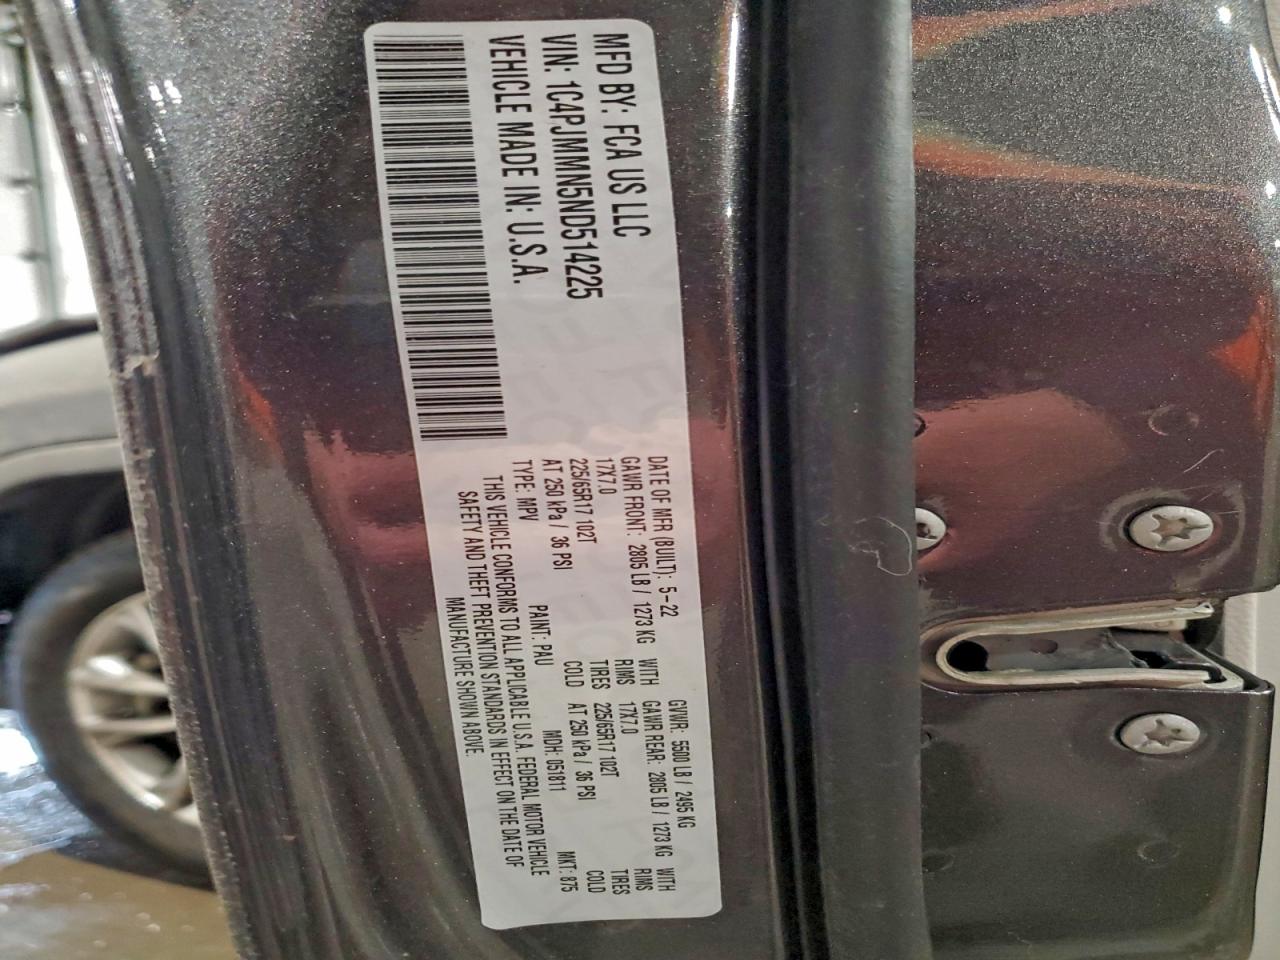 MFD BY: FCA US LLC
VIN: 1C4PJMMN5ND514225
VEHICLE MADE IN: U.S.A.
DATE OF MFR (BUILT): 5-22 GVWR: 5500 LB / 2495 KG
GAWR FRONT: 2805 LB / 1273 KG WITH GAWR REAR: 2805 LB / 1273 KG WITH
17X7.0 RIMS 17X7.0 RIMS
225/65R17 102T TIRES 225/65R17 102T TIRES
AT 250 kPa / 36 PSI COLD AT 250 kPa / 36 PSI COLD
TYPE: MPV PAINT: PAU MDH: 051811 MKT: 875
THIS VEHICLE CONFORMS TO ALL APPLICABLE U.S.A. FEDERAL MOTOR VEHICLE
SAFETY AND THEFT PREVENTION STANDARDS IN EFFECT ON THE DATE OF
MANUFACTURE SHOWN ABOVE.